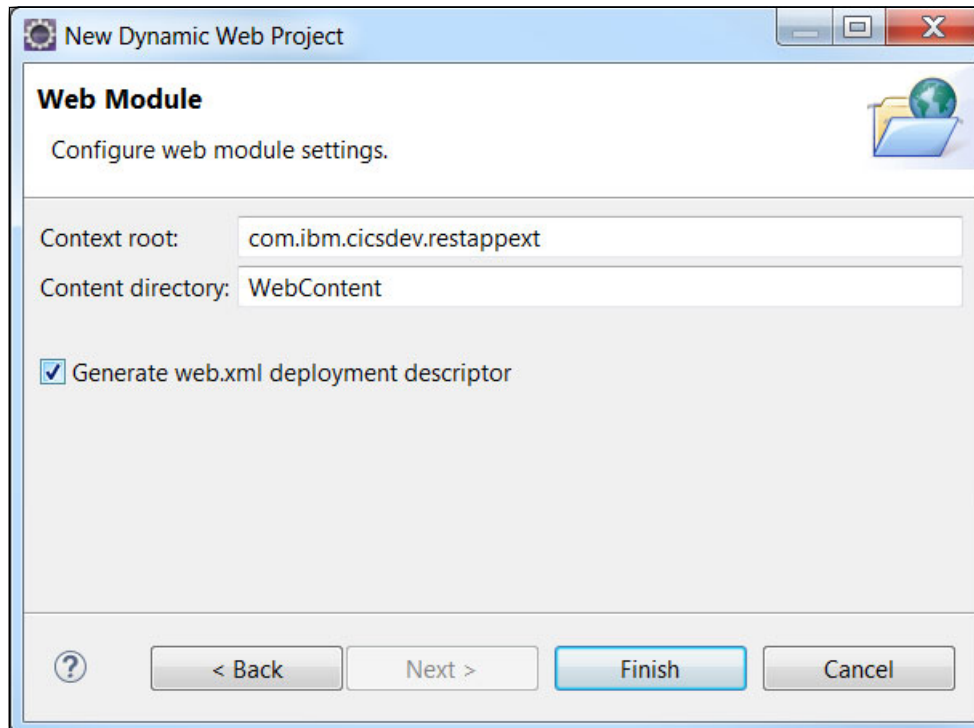 New Dynamic Web Project
Web Module
Configure web module settings.
Context root: com.ibm.cicsdev.restappext
Content directory: WebContent
Generate web.xml deployment descriptor
? < Back Next > Finish Cancel